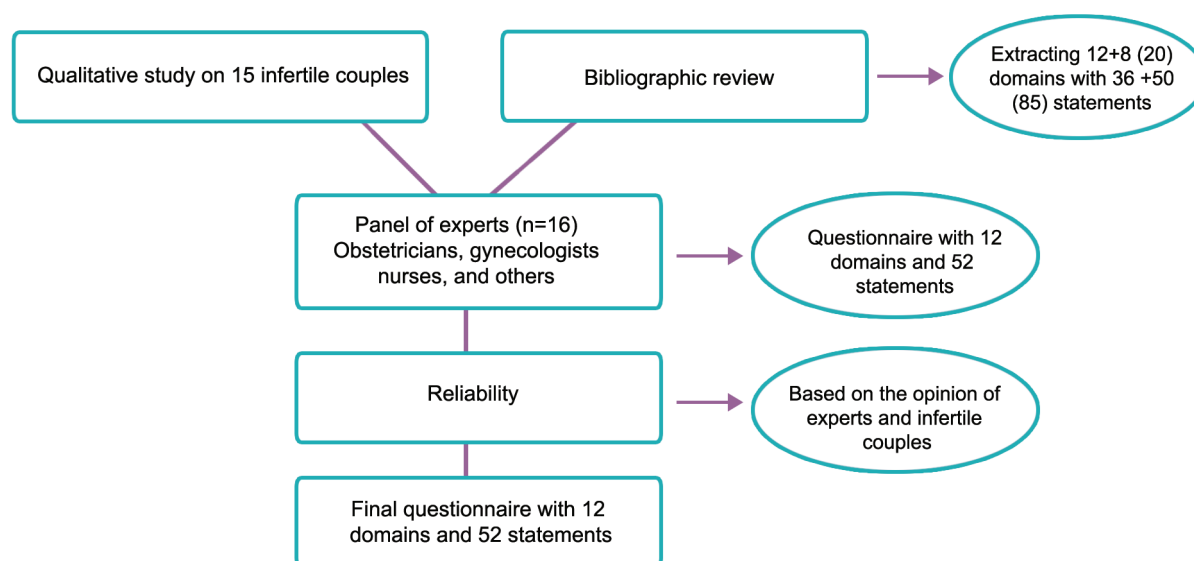 Qualitative study on 15 infertile couples
Bibliographic review
Extracting 12+8 (20)
domains with 36 +50
(85) statements
Panel of experts (n=16)
Obstetricians, gynecologists
nurses, and others
Questionnaire with 12
domains and 52
statements
Reliability
Based on the opinion of
experts and infertile
couples
Final questionnaire with 12
domains and 52 statements